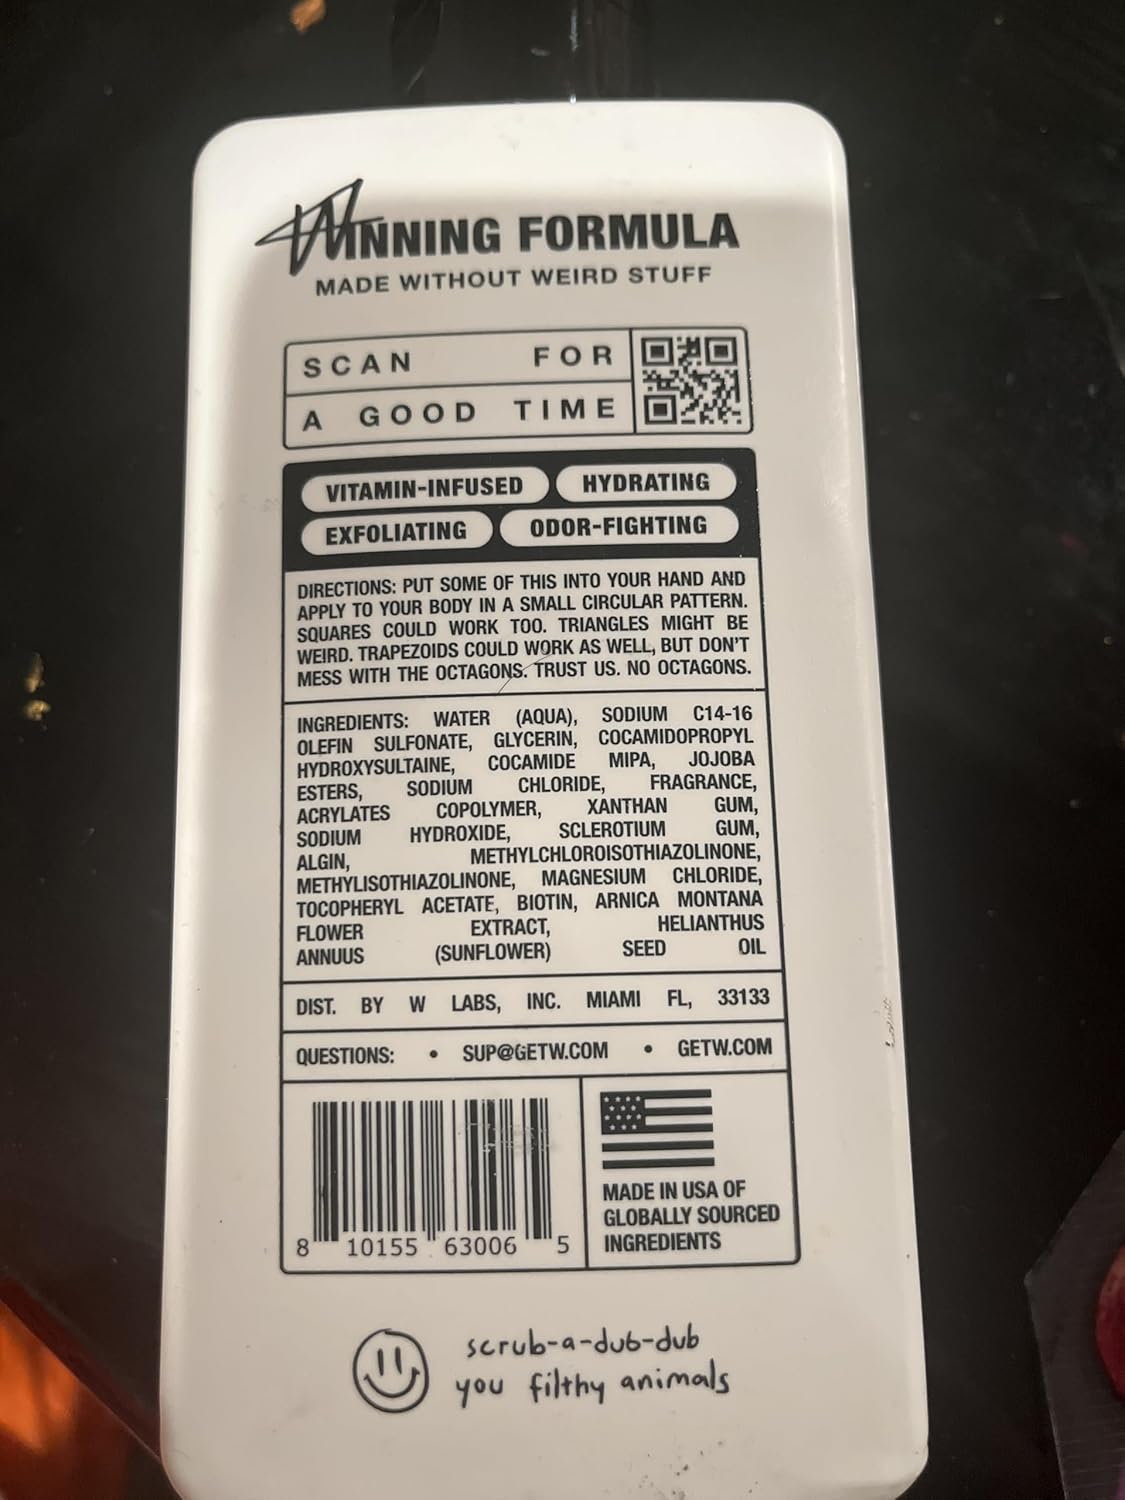 WINNING FORMULA
MADE WITHOUT WEIRD STUFF
SCAN FOR
A GOOD TIME
VITAMIN-INFUSED HYDRATING
EXFOLIATING ODOR-FIGHTING
DIRECTIONS: PUT SOME OF THIS INTO YOUR HAND AND
APPLY TO YOUR BODY IN A SMALL CIRCULAR PATTERN.
SQUARES COULD WORK TOO. TRIANGLES MIGHT BE
WEIRD. TRAPEZOIDS COULD WORK AS WELL, BUT DON'T
MESS WITH THE OCTAGONS. TRUST US. NO OCTAGONS.
INGREDIENTS: WATER (AQUA), SODIUM C14-16
OLEFIN SULFONATE, GLYCERIN, COCAMIDOPROPYL
HYDROXYSULTAINE, COCAMIDE MIPA, JOJOBA
ESTERS, SODIUM CHLORIDE, FRAGRANCE,
ACRYLATES COPOLYMER, XANTHAN GUM,
SODIUM HYDROXIDE, SCLEROTIUM GUM,
ALGIN, METHYLCHLOROISOTHIAZOLINONE,
METHYLISOTHIAZOLINONE, MAGNESIUM CHLORIDE,
TOCOPHERYL ACETATE, BIOTIN, ARNICA MONTANA
FLOWER EXTRACT, HELIANTHUS
ANNUUS (SUNFLOWER) SEED OIL
DIST. BY W LABS, INC. MIAMI FL, 33133
QUESTIONS: • SUP@GETW.COM • GETW.COM
8 10155 63006 5
MADE IN USA OF
GLOBALLY SOURCED
INGREDIENTS
scrub-a-dub-dub
you filthy animals